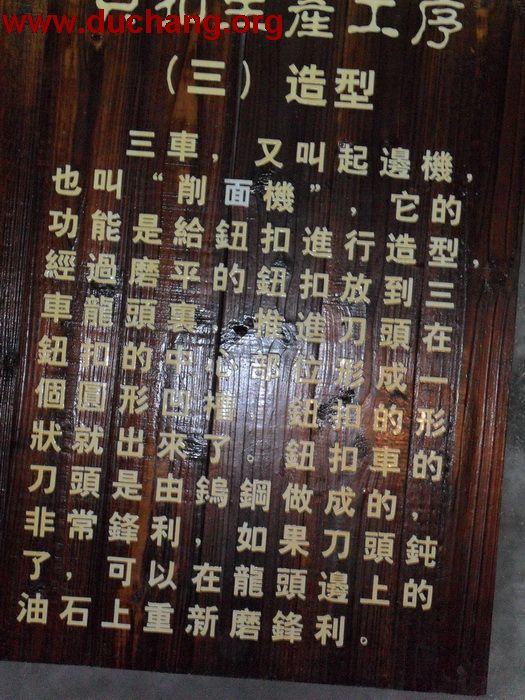 www.duchang.org
扣生產工序
（三）造型
三車，又叫起邊機，
也叫“削面機”，它的
功能是給鈕扣進行造型，
經過磨平的鈕扣放到三
車龍頭裏，推進刀頭在
鈕扣的中心部位形成一
個圓形凹槽，鈕扣的形
狀就出來了。鈕扣車的
刀頭是由鎢鋼做成的，
非常鋒利，如果刀頭鈍
了，可以在龍頭邊上的
油石上重新磨鋒利。